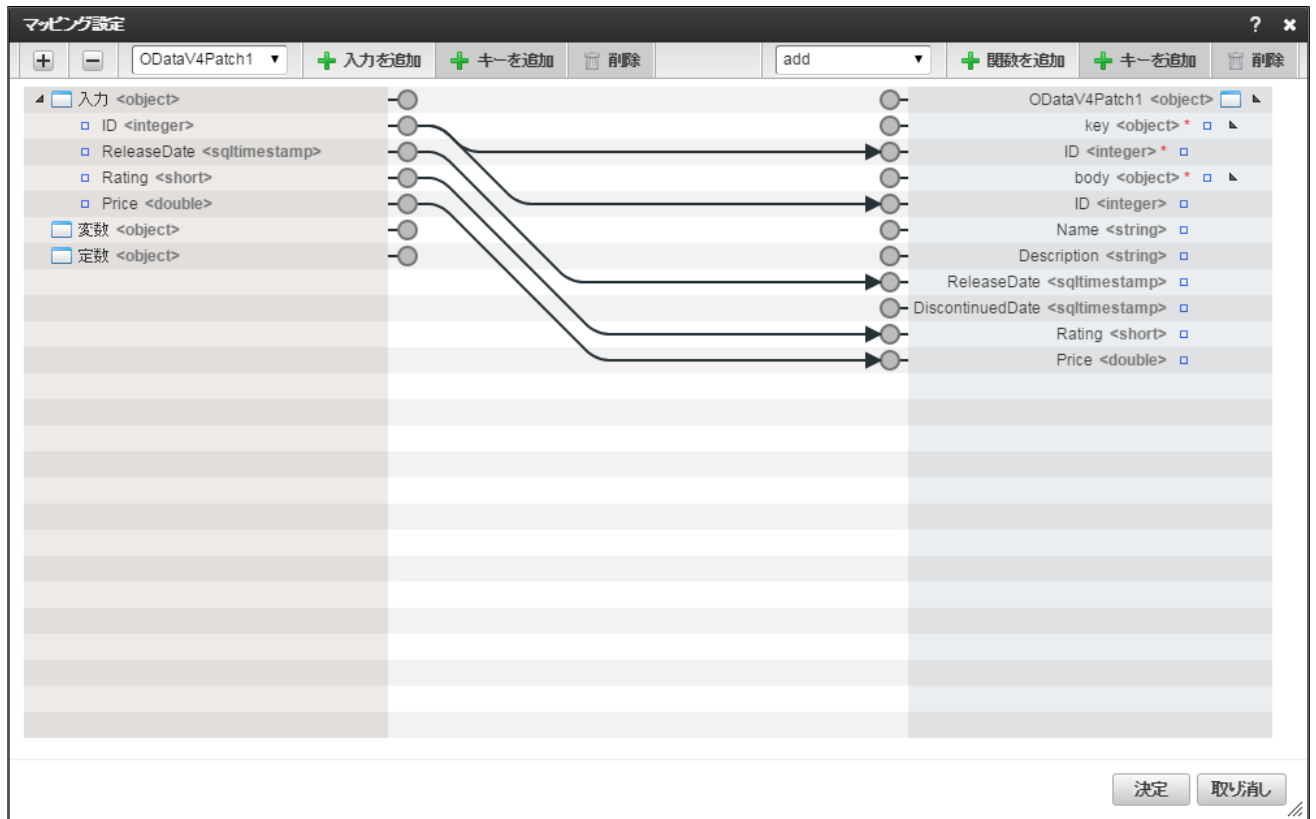 マッピング設定 ? ×
+ − ODataV4Patch1 ▼ 入力を追加 キーを追加 削除 add ▼ 関数を追加 キーを追加 削除
入力 <object> ODataV4Patch1 <object>
ID <integer> key <object> *
ReleaseDate <sqltimestamp> ID <integer> *
Rating <short> body <object> *
Price <double> ID <integer>
変数 <object> Name <string>
定数 <object> Description <string>
ReleaseDate <sqltimestamp>
DiscontinuedDate <sqltimestamp>
Rating <short>
Price <double>
決定 取り消し